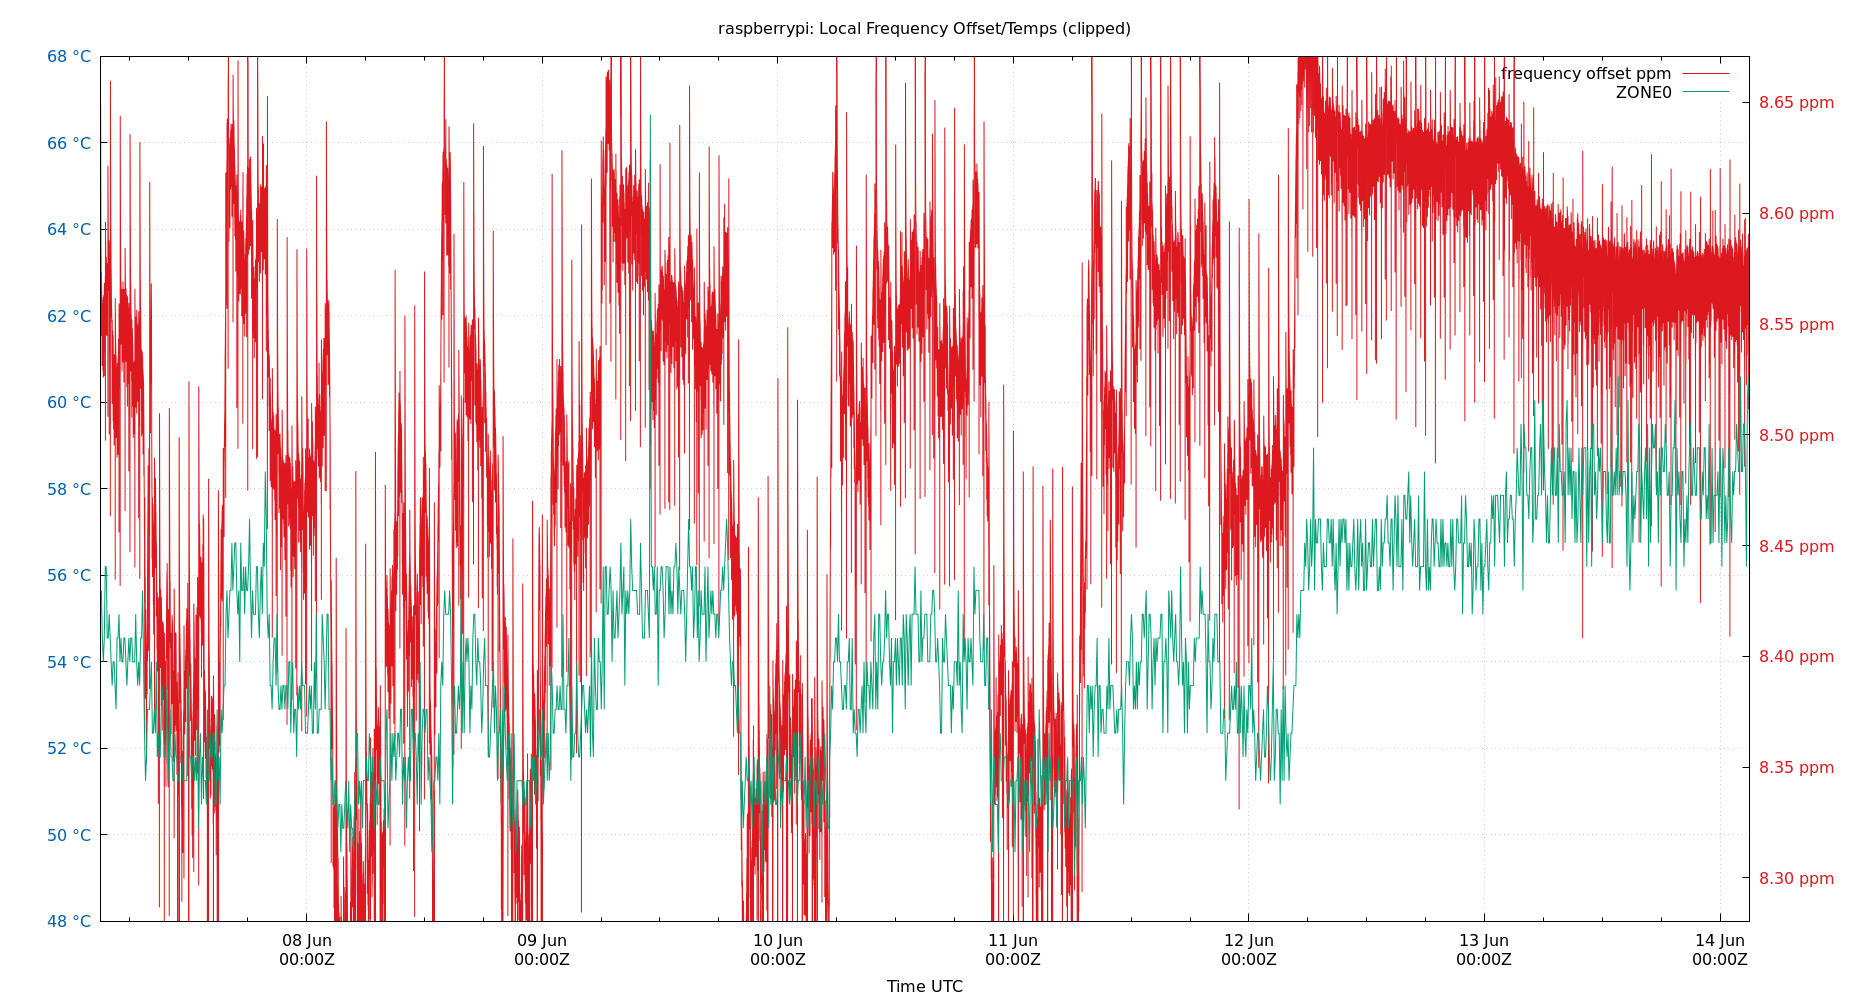 raspberrypi: Local Frequency Offset/Temps (clipped)
68 °C
66 °C
64 °C
62 °C
60 °C
58 °C
56 °C
54 °C
52 °C
50 °C
48 °C
frequency offset ppm
ZONE0
8.65 ppm
8.60 ppm
8.55 ppm
8.50 ppm
8.45 ppm
8.40 ppm
8.35 ppm
8.30 ppm
08 Jun
00:00Z
09 Jun
00:00Z
10 Jun
00:00Z
11 Jun
00:00Z
12 Jun
00:00Z
13 Jun
00:00Z
14 Jun
00:00Z
Time UTC